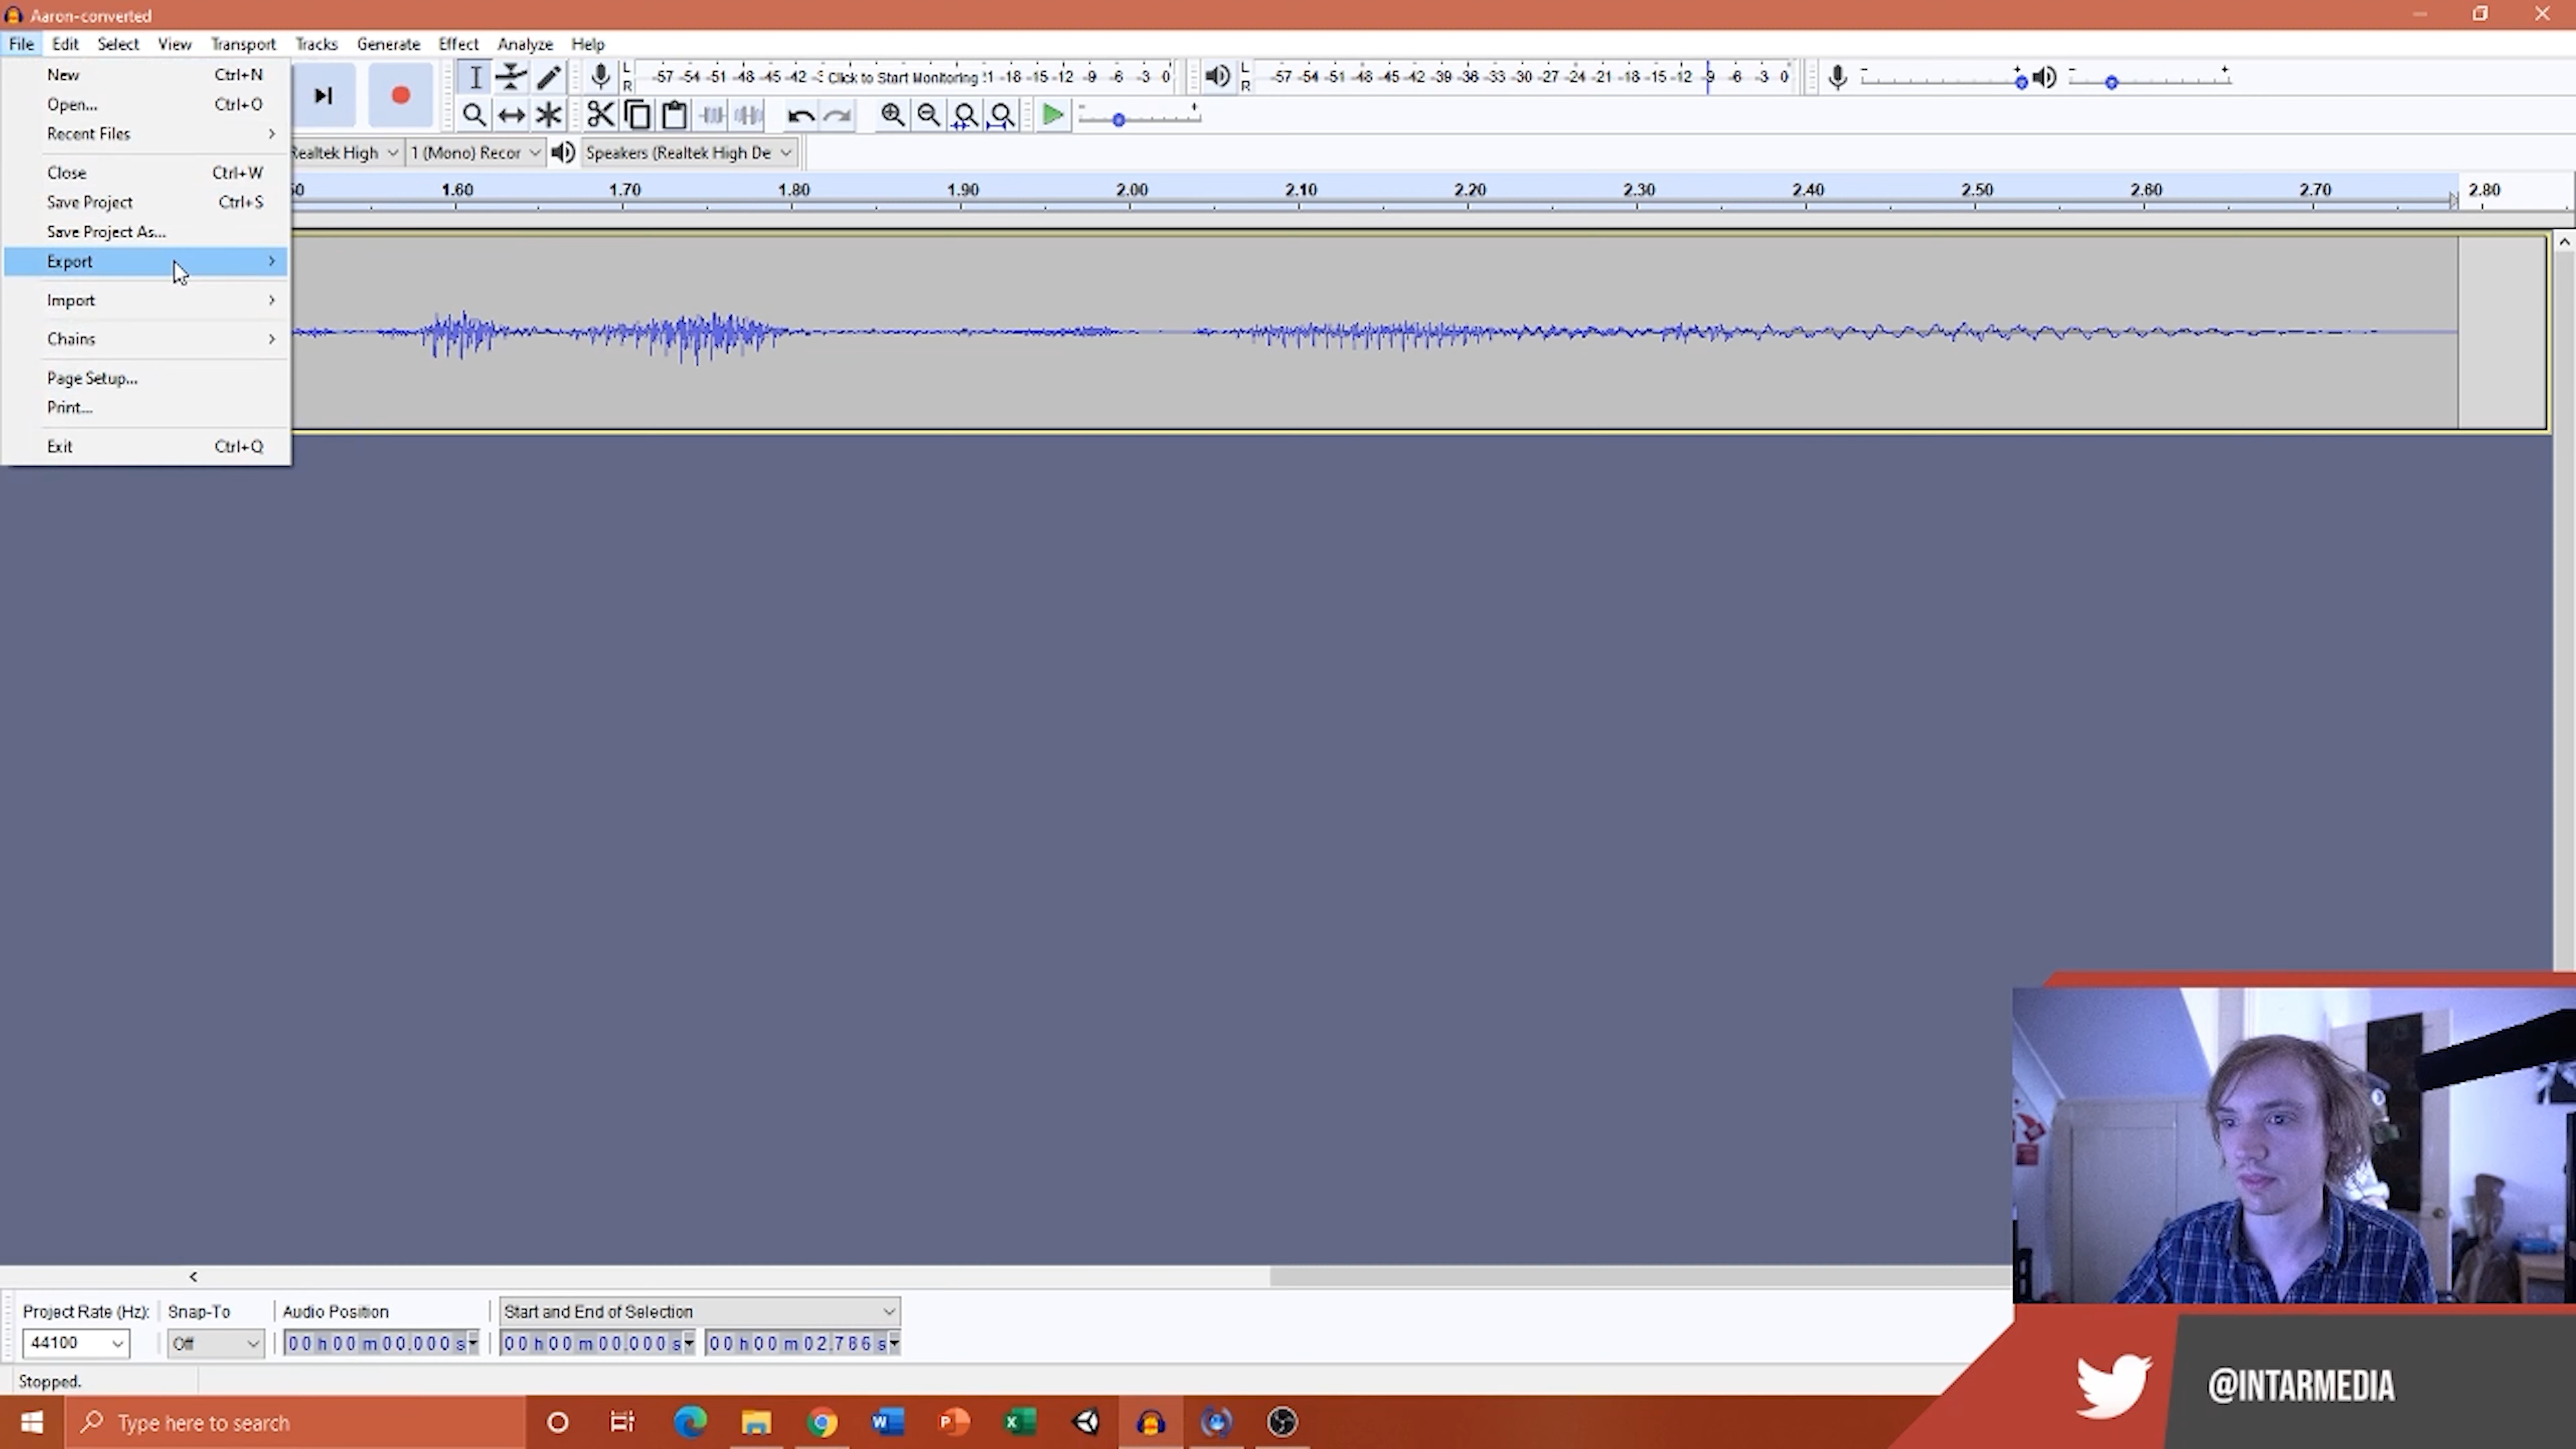 Aaron-converted
File Edit Select View Transport Tracks Generate Effect Analyze Help
New Ctrl+N
Open... Ctrl+O
Recent Files
Close Ctrl+W
Save Project Ctrl+S
Save Project As...
Export
Import
Chains
Page Setup...
Print...
Exit Ctrl+Q
L
R
-57 -54 -51 -48 -45 -42 Click to Start Monitoring -18 -15 -12 -9 -6 -3 0
L
R
-57 -54 -51 -48 -45 -42 -39 -36 -33 -30 -27 -24 -21 -18 -15 -12 -9 -6 -3 0
Realtek High 1 (Mono) Recor Speakers (Realtek High De
1.60 1.70 1.80 1.90 2.00 2.10 2.20 2.30 2.40 2.50 2.60 2.70 2.80
Project Rate (Hz): Snap-To Audio Position Start and End of Selection
44100 Off 00 h 00 m 00.000 s 00 h 00 m 00.000 s 00 h 00 m 02.786 s
Stopped.
Type here to search
@INTARMEDIA